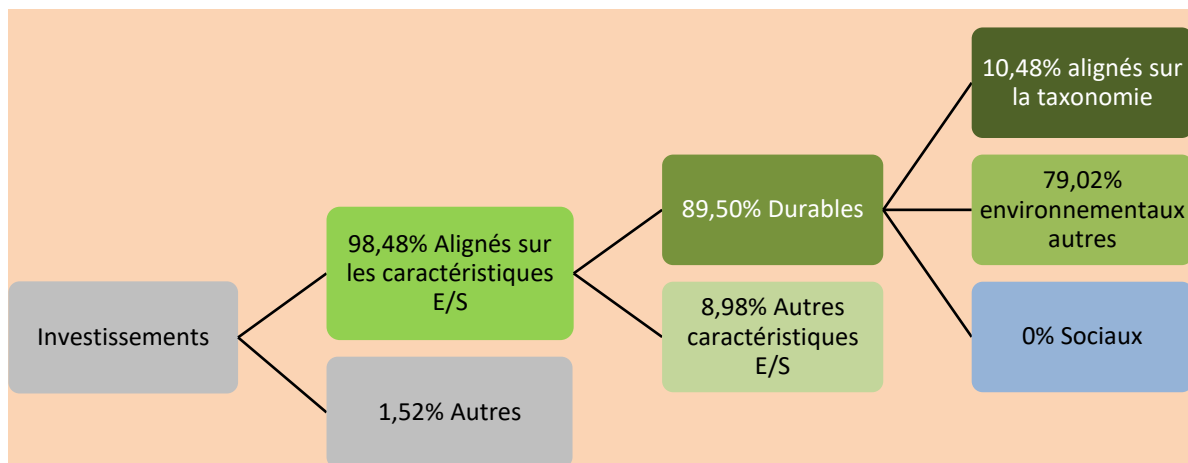 Investissements
98,48% Alignés sur
les caractéristiques
E/S
1,52% Autres
89,50% Durables
8,98% Autres
caractéristiques
E/S
10,48% alignés sur
la taxonomie
79,02%
environnementaux
autres
0% Sociaux